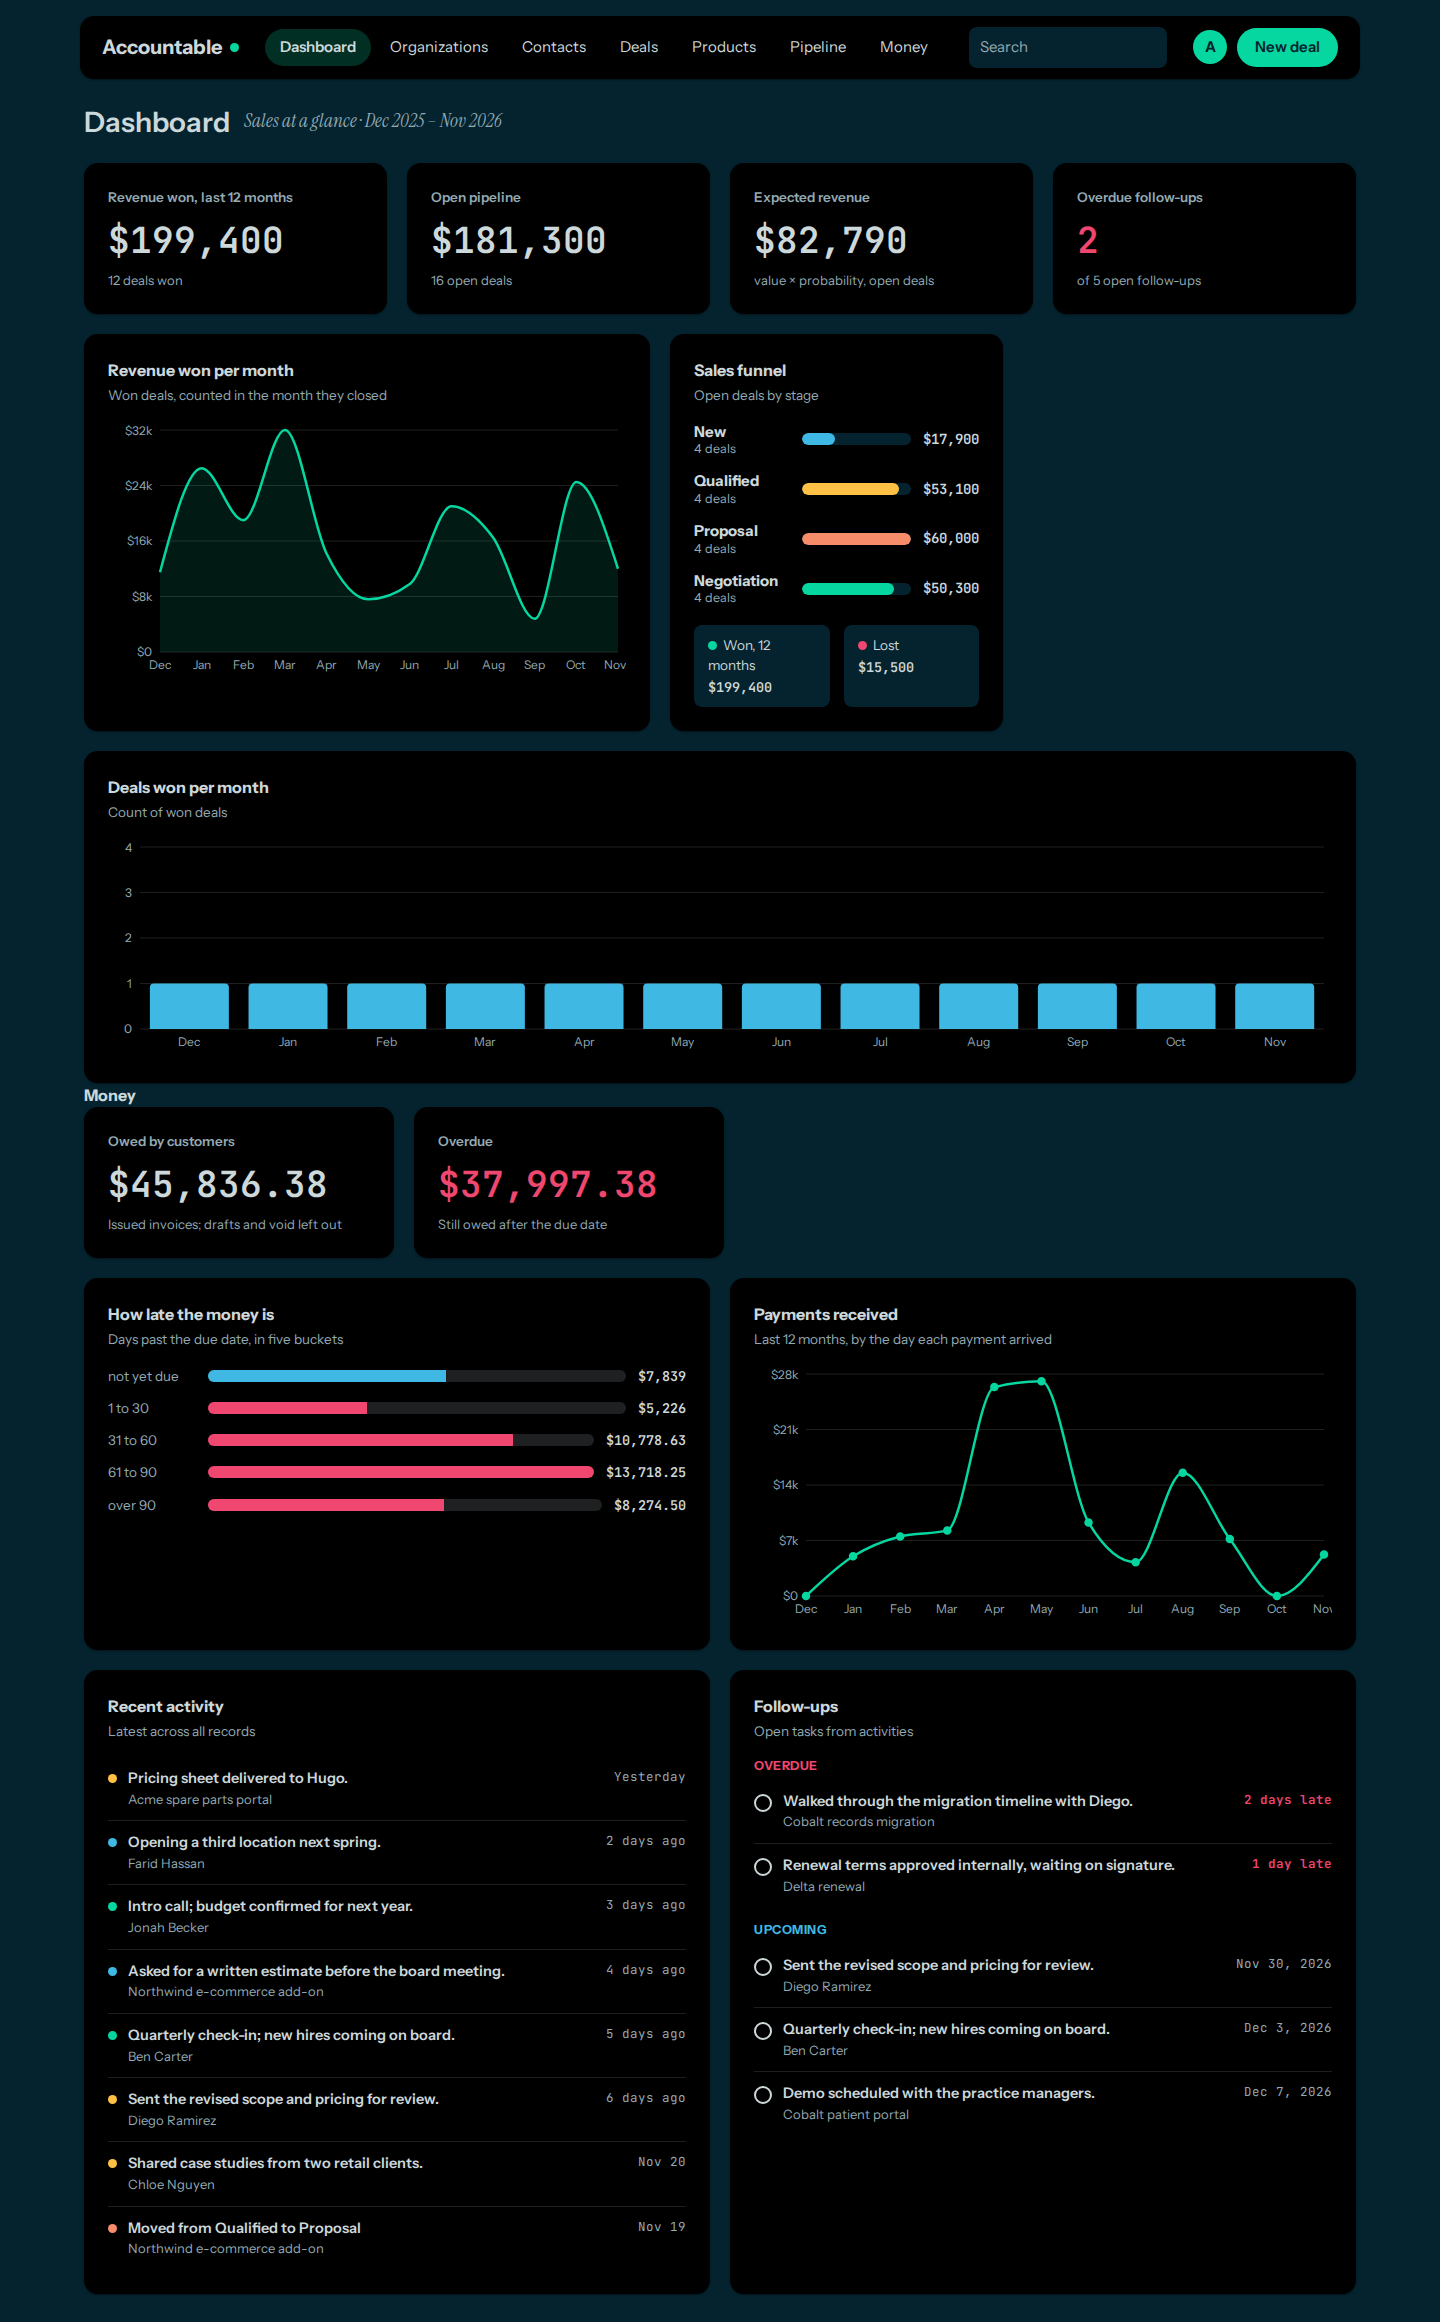 Accountable
Dashboard
Organizations
Contacts
Deals
Products
Pipeline
Money
Search
A
New deal
Dashboard
Sales at a glance · Dec 2025 – Nov 2026
Revenue won, last 12 months
$199,400
12 deals won
Open pipeline
$181,300
16 open deals
Expected revenue
$82,790
value × probability, open deals
Overdue follow-ups
2
of 5 open follow-ups
Revenue won per month
Won deals, counted in the month they closed
$32k
$24k
$16k
$8k
$0
Dec Jan Feb Mar Apr May Jun Jul Aug Sep Oct Nov
Sales funnel
Open deals by stage
New
4 deals
$17,900
Qualified
4 deals
$53,100
Proposal
4 deals
$60,000
Negotiation
4 deals
$50,300
Won, 12
months
$199,400
Lost
$15,500
Deals won per month
Count of won deals
4
3
2
1
0
Dec Jan Feb Mar Apr May Jun Jul Aug Sep Oct Nov
Money
Owed by customers
$45,836.38
Issued invoices; drafts and void left out
Overdue
$37,997.38
Still owed after the due date
How late the money is
Days past the due date, in five buckets
not yet due $7,839
1 to 30 $5,226
31 to 60 $10,778.63
61 to 90 $13,718.25
over 90 $8,274.50
Payments received
Last 12 months, by the day each payment arrived
$28k
$21k
$14k
$7k
$0
Dec Jan Feb Mar Apr May Jun Jul Aug Sep Oct Nov
Recent activity
Latest across all records
Pricing sheet delivered to Hugo. Yesterday
Acme spare parts portal
Opening a third location next spring. 2 days ago
Farid Hassan
Intro call; budget confirmed for next year. 3 days ago
Jonah Becker
Asked for a written estimate before the board meeting. 4 days ago
Northwind e-commerce add-on
Quarterly check-in; new hires coming on board. 5 days ago
Ben Carter
Sent the revised scope and pricing for review. 6 days ago
Diego Ramirez
Shared case studies from two retail clients. Nov 20
Chloe Nguyen
Moved from Qualified to Proposal Nov 19
Northwind e-commerce add-on
Follow-ups
Open tasks from activities
OVERDUE
Walked through the migration timeline with Diego. 2 days late
Cobalt records migration
Renewal terms approved internally, waiting on signature. 1 day late
Delta renewal
UPCOMING
Sent the revised scope and pricing for review. Nov 30, 2026
Diego Ramirez
Quarterly check-in; new hires coming on board. Dec 3, 2026
Ben Carter
Demo scheduled with the practice managers. Dec 7, 2026
Cobalt patient portal